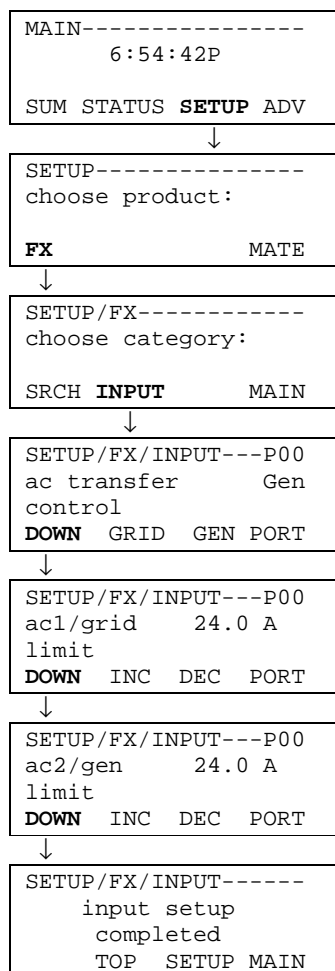 MAIN-----------------
6:54:42P
SUM STATUS SETUP ADV
↓
SETUP---------------
choose product:
FX MATE
↓
SETUP/FX------------
choose category:
SRCH INPUT MAIN
↓
SETUP/FX/INPUT---P00
ac transfer Gen
control
DOWN GRID GEN PORT
↓
SETUP/FX/INPUT---P00
ac1/grid 24.0 A
limit
DOWN INC DEC PORT
↓
SETUP/FX/INPUT---P00
ac2/gen 24.0 A
limit
DOWN INC DEC PORT
↓
SETUP/FX/INPUT------
input setup
completed
TOP SETUP MAIN